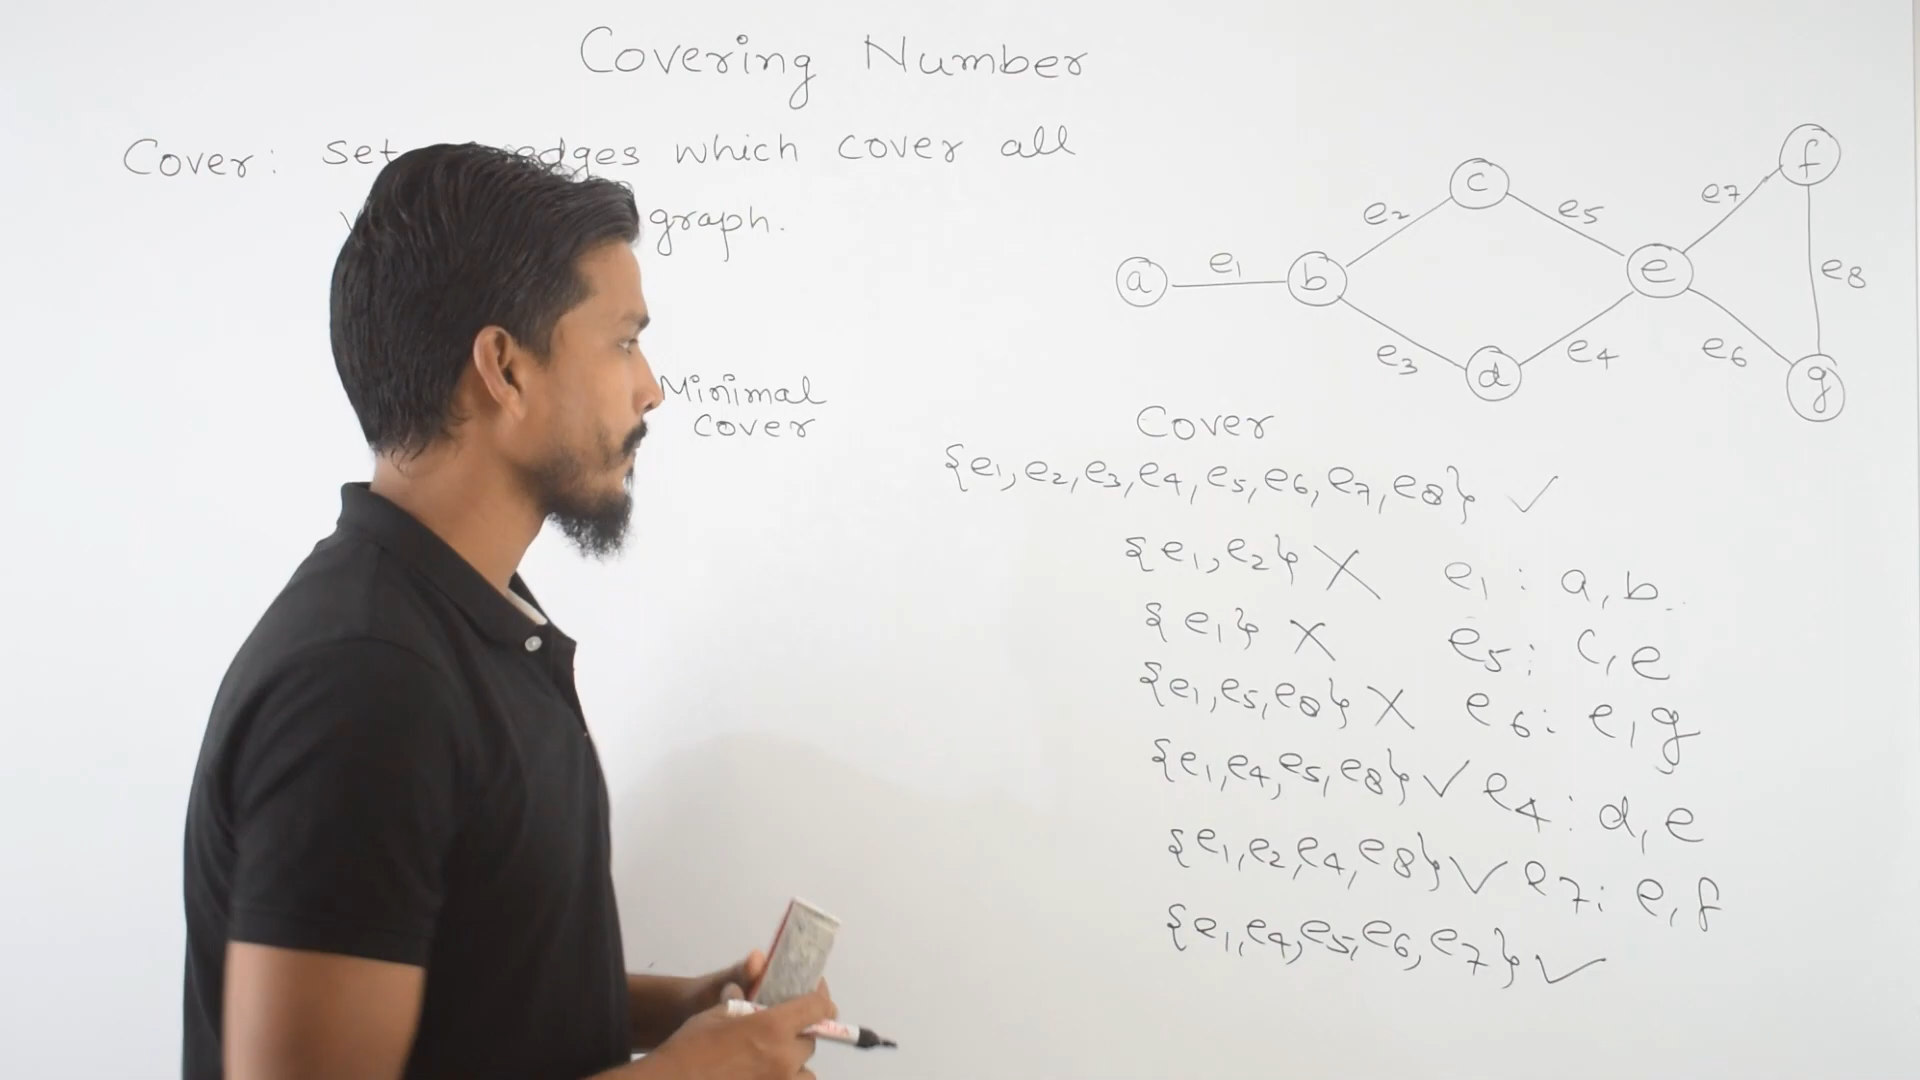 Covering Number
Cover: set edges which cover all
graph.
Minimal
cover
a e1 b e2 c e5 e e7 f
e8
e3 d e4 e6 g
Cover
{e1, e2, e3, e4, e5, e6, e7, e8} ✓
{e1, e2} X e1 : a, b
{e1} X e5 : c, e
{e1, e5, e8} X e6 : e, g
{e1, e4, e5, e8} ✓ e4 : d, e
{e1, e2, e4, e8} ✓ e7 : e, f
{e1, e4, e5, e6, e7} ✓